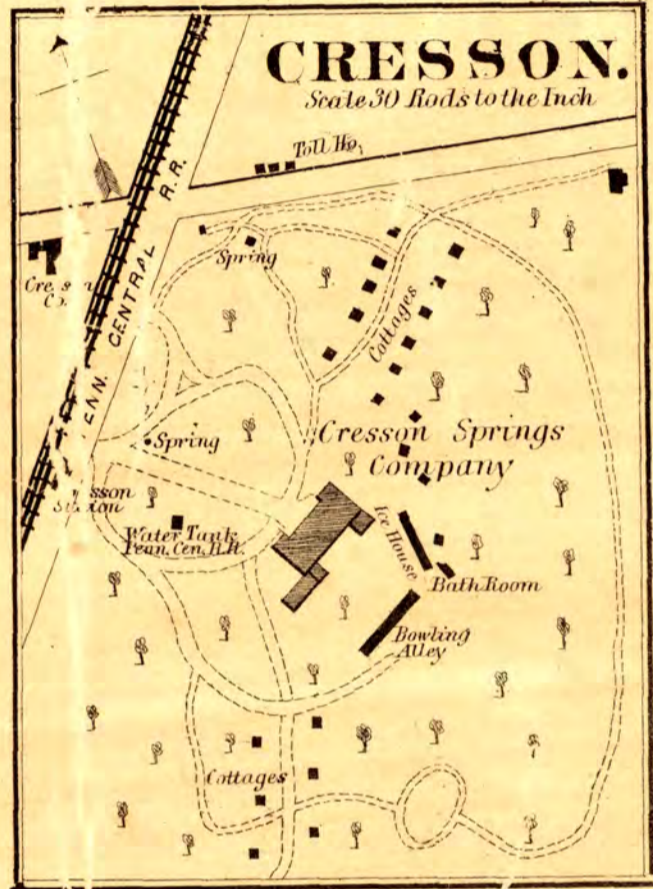 CRESSON.
Scale 30 Rods to the Inch
Toll Ho.
CENTRAL R.R.
Spring
Cottages
Spring
Cresson Springs
Company
Water Tank
Penn. Cen. R.R.
Ice House
Bath Room
Bowling
Alley
Cottages